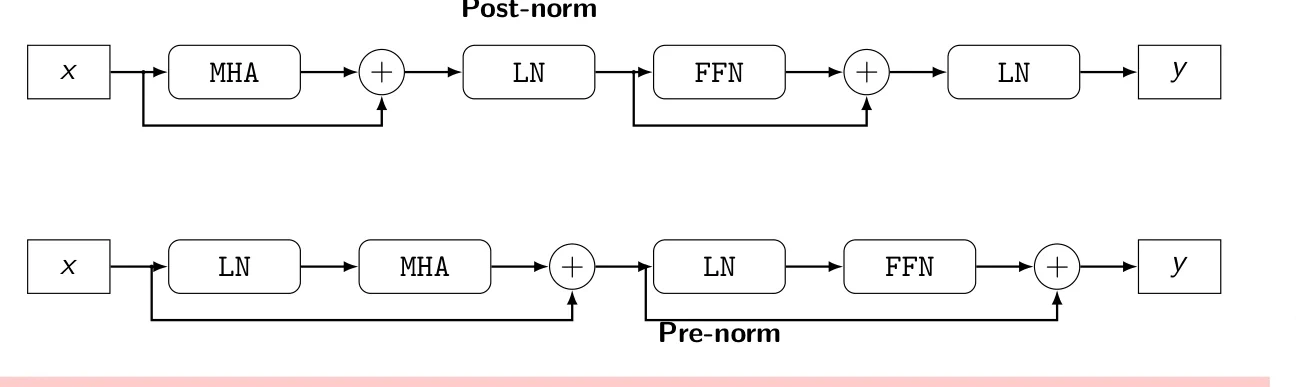 Post-norm
x MHA + LN FFN + LN y
x LN MHA + LN FFN + y
Pre-norm